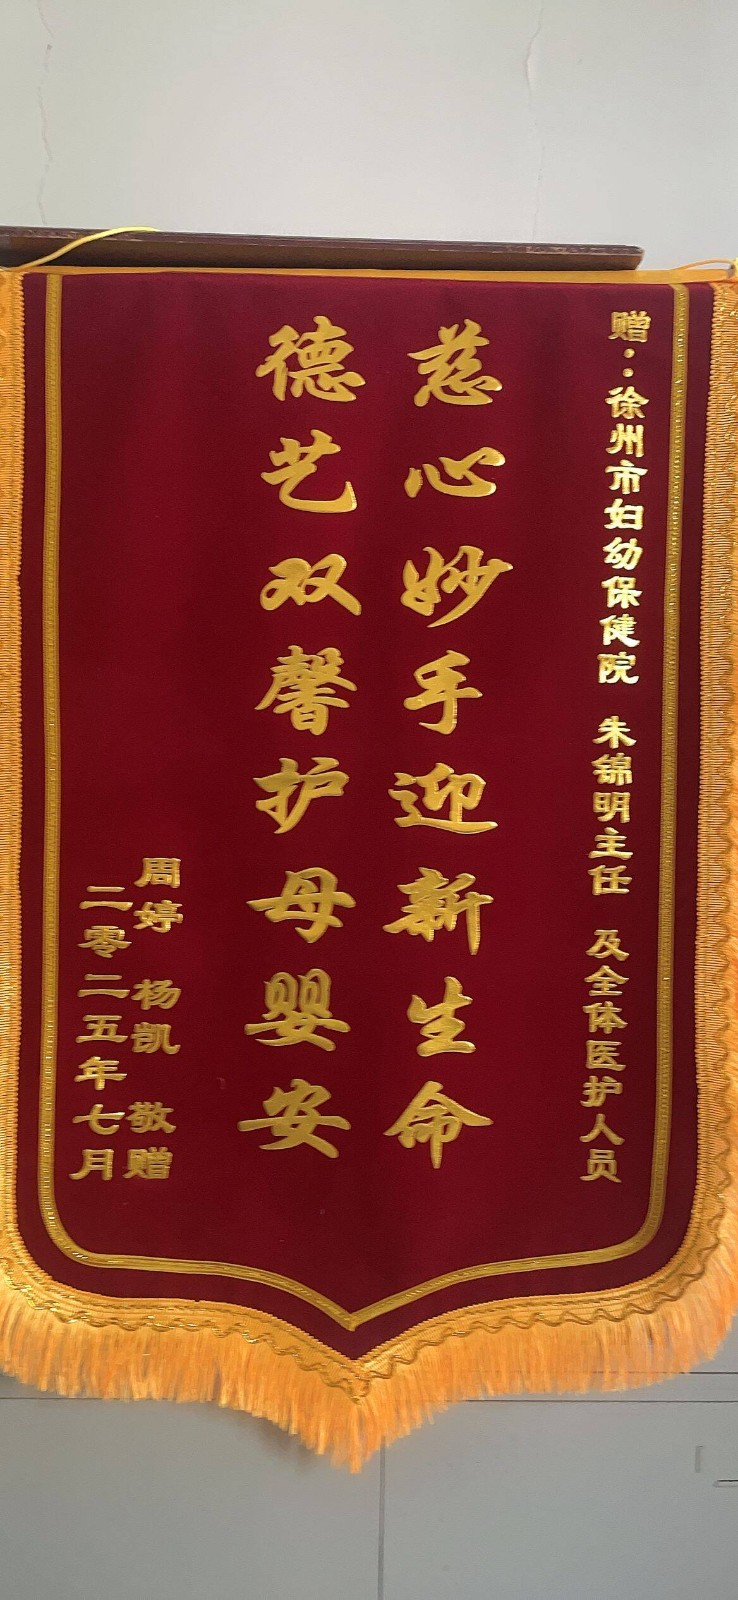 赠：徐州市妇幼保健院 朱锦明主任 及全体医护人员
慈心妙手迎新生命
德艺双馨护母婴安
周婷 杨凯 敬赠
二零二五年七月